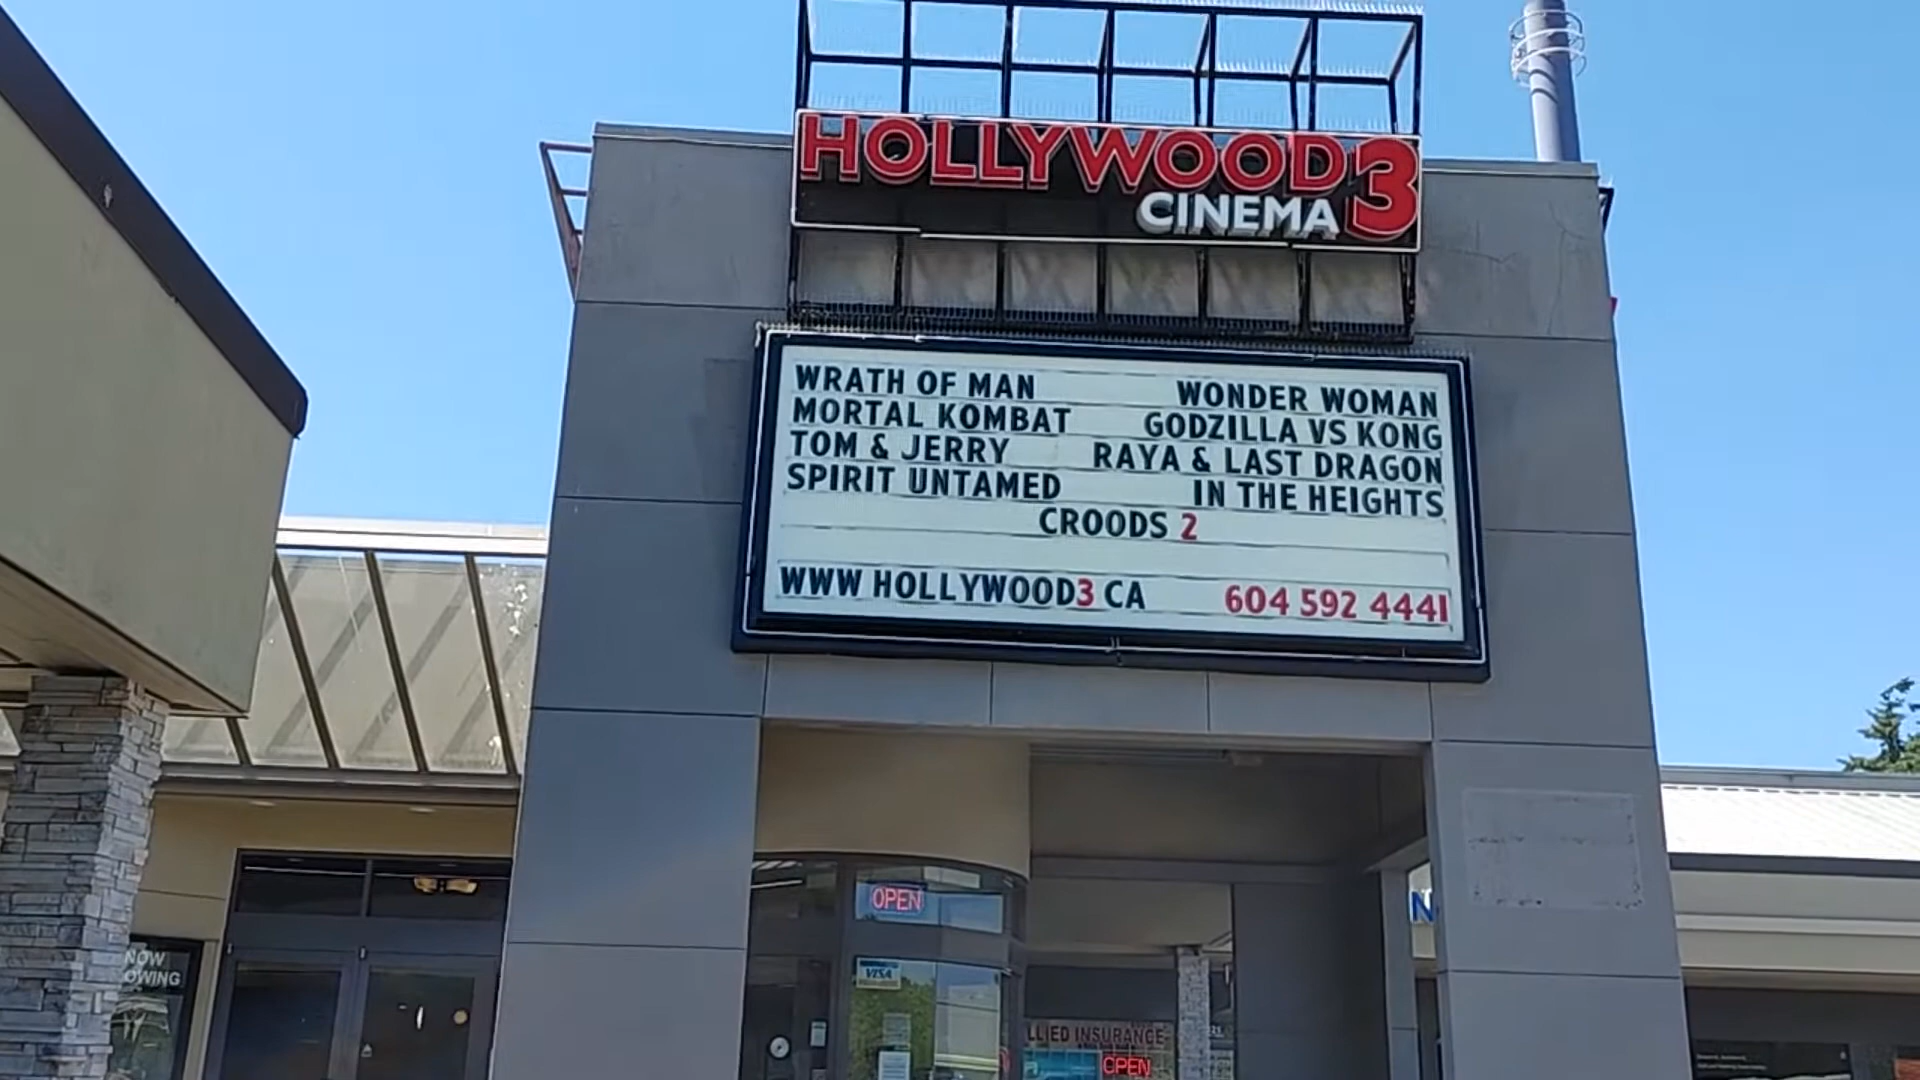 HOLLYWOOD 3
CINEMA
WRATH OF MAN WONDER WOMAN
MORTAL KOMBAT GODZILLA VS KONG
TOM & JERRY RAYA & LAST DRAGON
SPIRIT UNTAMED IN THE HEIGHTS
CROODS 2
WWW HOLLYWOOD3 CA 604 592 4441
OPEN
N
NOW
OWING
VISA
LLIED INSURANCE
OPEN